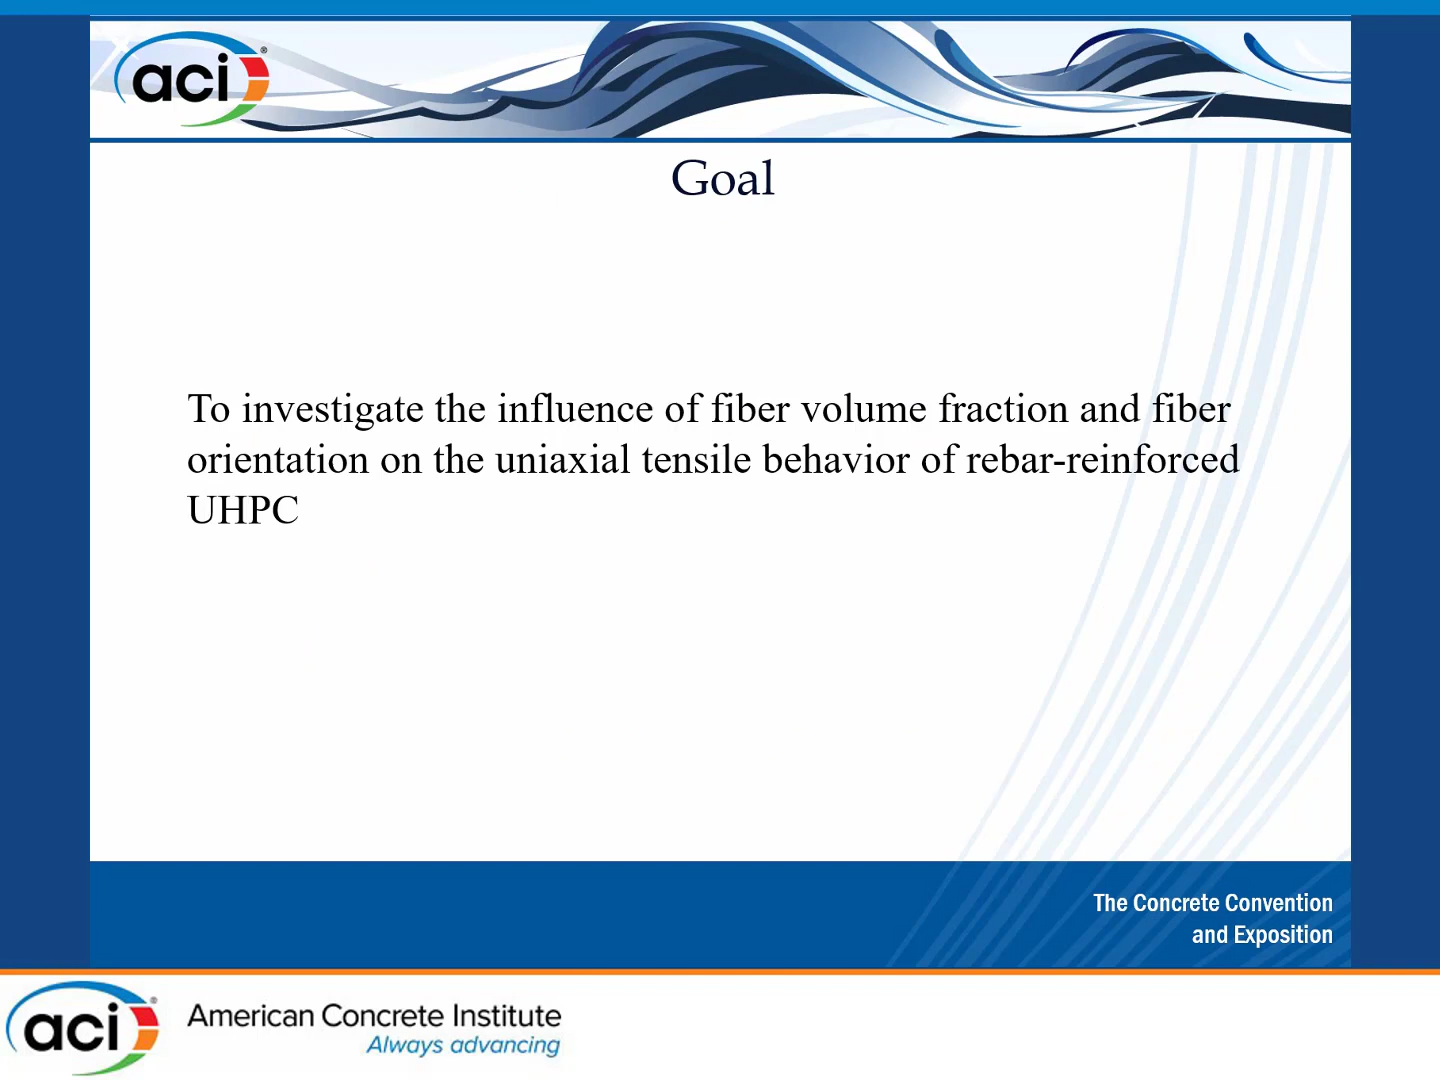 aci®
Goal
To investigate the influence of fiber volume fraction and fiber
orientation on the uniaxial tensile behavior of rebar-reinforced
UHPC
The Concrete Convention
and Exposition
aci®
American Concrete Institute
Always advancing